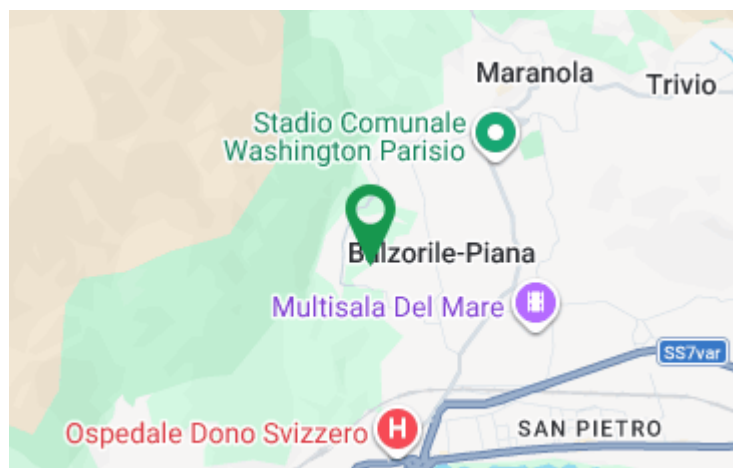 Maranola
Trivio
Stadio Comunale
Washington Parisio
Balzorile-Piana
Multisala Del Mare
SS7var
Ospedale Dono Svizzero
H
SAN PIETRO